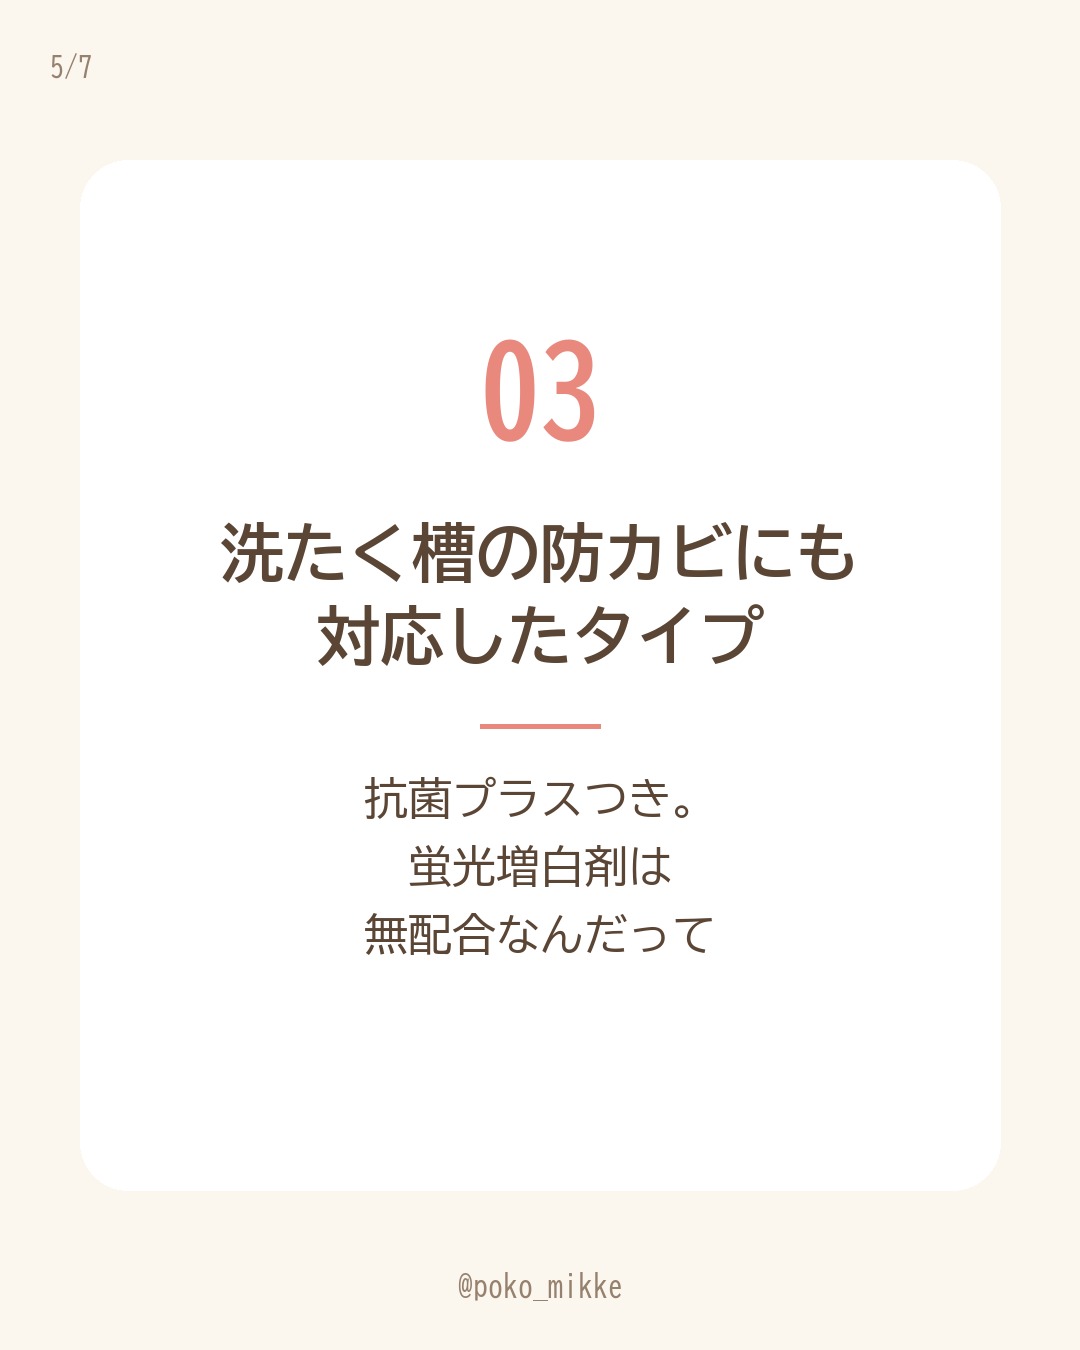 5/7
03
洗たく槽の防カビにも
対応したタイプ
抗菌プラスつき。
蛍光増白剤は
無配合なんだって
@poko_mikke